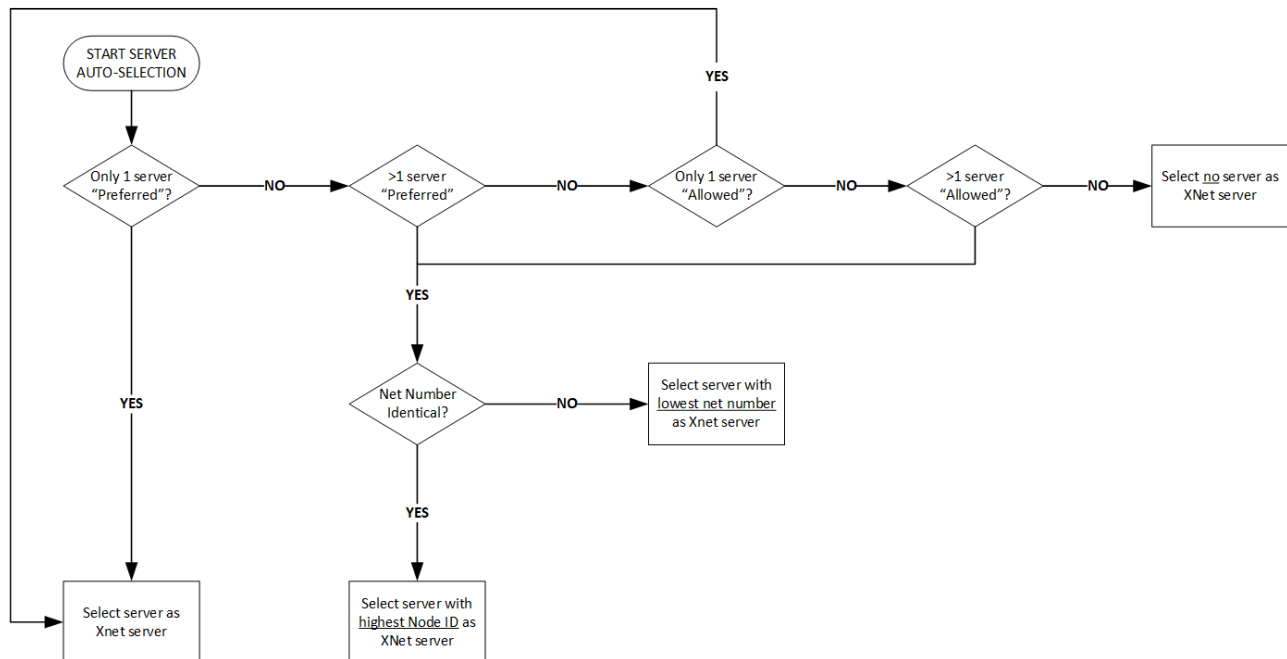 START SERVER
AUTO-SELECTION
YES
Only 1 server
“Preferred”?
NO
>1 server
“Preferred”
NO
Only 1 server
“Allowed”?
NO
>1 server
“Allowed”?
NO
Select no server as
XNet server
YES
Net Number
Identical?
NO
Select server with
lowest net number
as Xnet server
YES
YES
Select server as
Xnet server
Select server with
highest Node ID as
XNet server